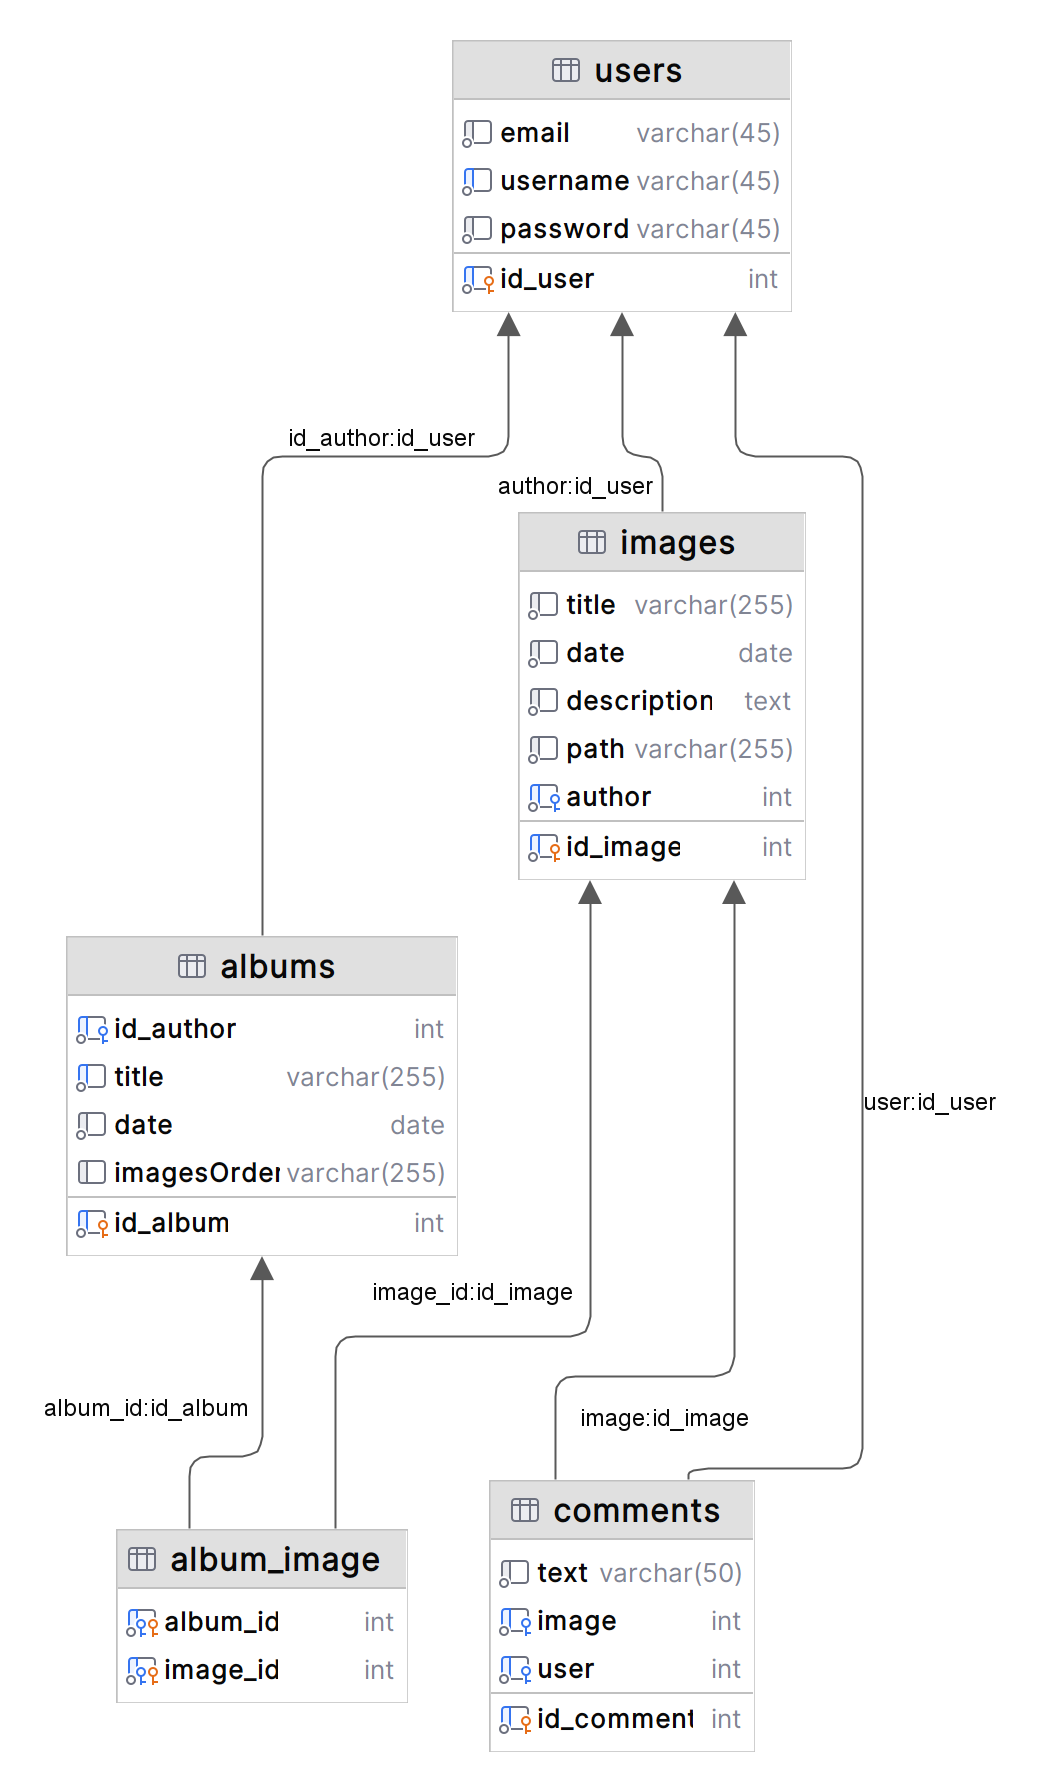 users
email varchar(45)
username varchar(45)
password varchar(45)
id_user int
id_author:id_user
author:id_user
images
title varchar(255)
date date
description text
path varchar(255)
author int
id_image int
albums
id_author int
title varchar(255)
date date
imagesOrder varchar(255)
id_album int
user:id_user
image_id:id_image
album_id:id_album
image:id_image
album_image
album_id int
image_id int
comments
text varchar(50)
image int
user int
id_comment int